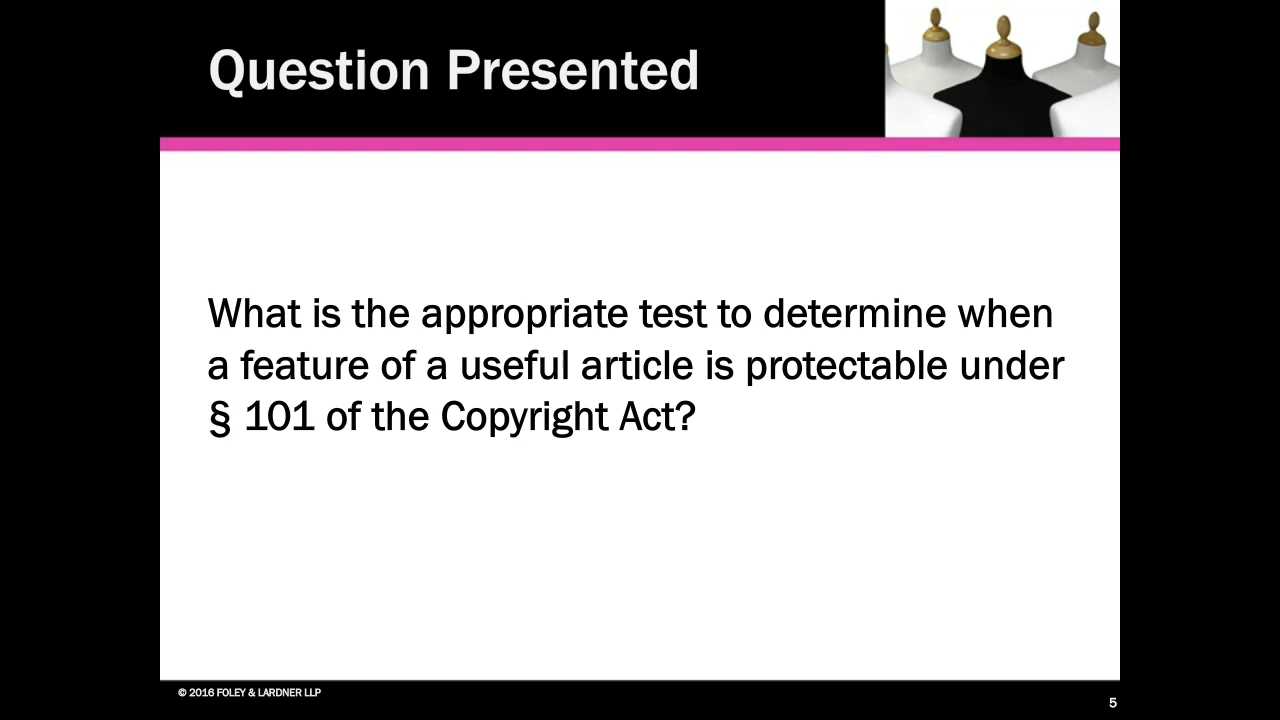 Question Presented
What is the appropriate test to determine when
a feature of a useful article is protectable under
§ 101 of the Copyright Act?
© 2016 FOLEY & LARDNER LLP
5